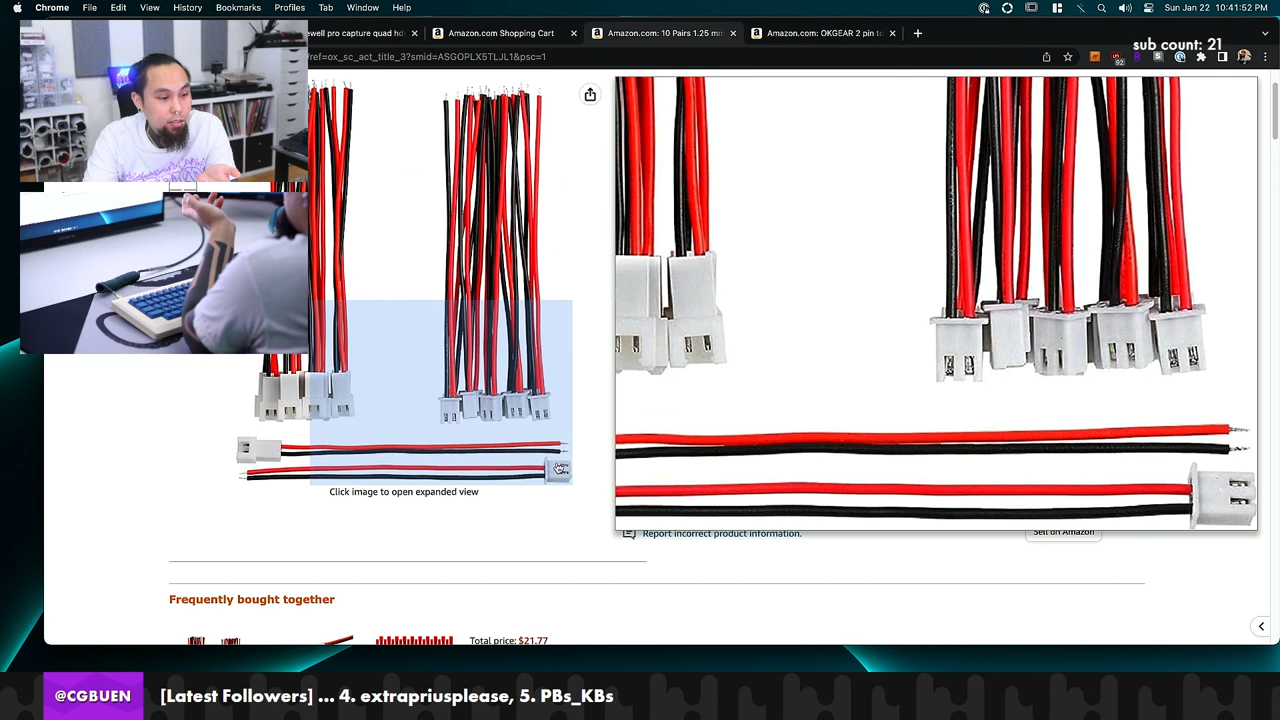 Chrome File Edit View History Bookmarks Profiles Tab Window Help
Sun Jan 22 10:41:52 PM
ewell pro capture quad hd
Amazon.com Shopping Cart
Amazon.com: 10 Pairs 1.25 mm
Amazon.com: OKGEAR 2 pin to
sub count: 21
/ref=ox_sc_act_title_3?smid=ASGOPLX5TLJL1&psc=1
92
Click image to open expanded view
Report incorrect product information.
Sell on Amazon
Frequently bought together
Total price: $21.77
@CGBUEN
[Latest Followers] ... 4. extrapriusplease, 5. PBs_KBs